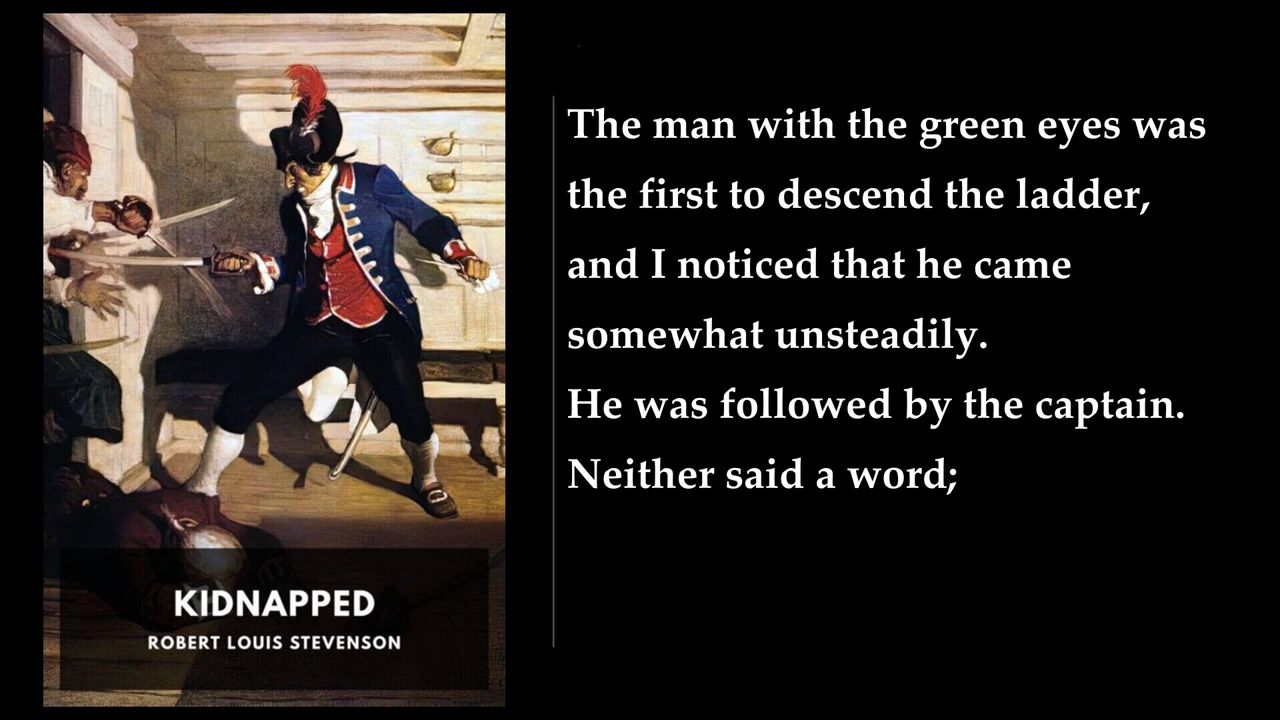 KIDNAPPED
ROBERT LOUIS STEVENSON
The man with the green eyes was
the first to descend the ladder,
and I noticed that he came
somewhat unsteadily.
He was followed by the captain.
Neither said a word;